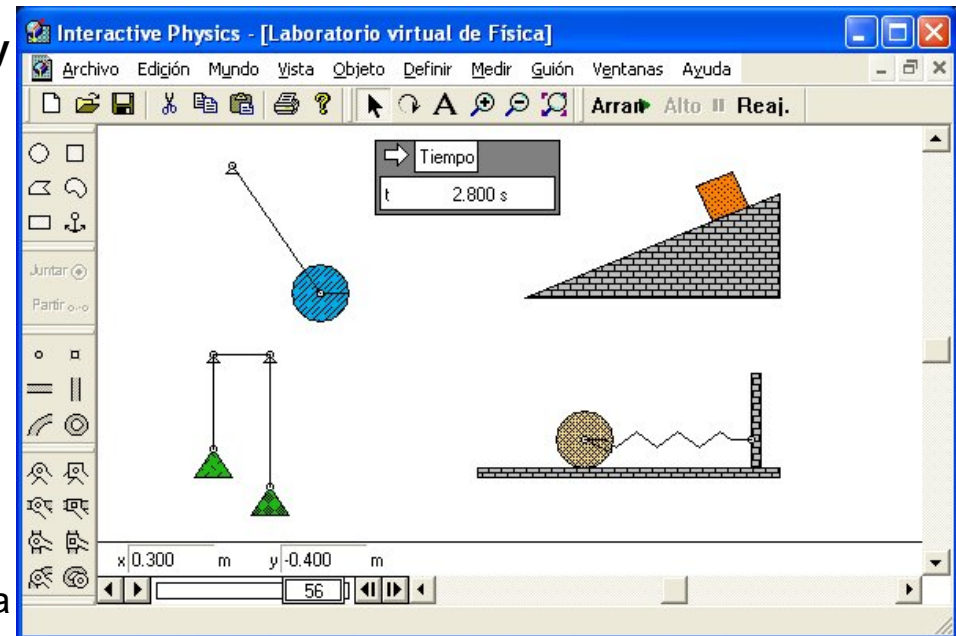 y
Interactive Physics - [Laboratorio virtual de Física]
Archivo Edición Mundo Vista Objeto Definir Medir Guión Ventanas Ayuda
A Arran Alto Reaj.
Tiempo
t 2.800 s
Juntar
Partir
x 0.300 m y -0.400 m
56
a